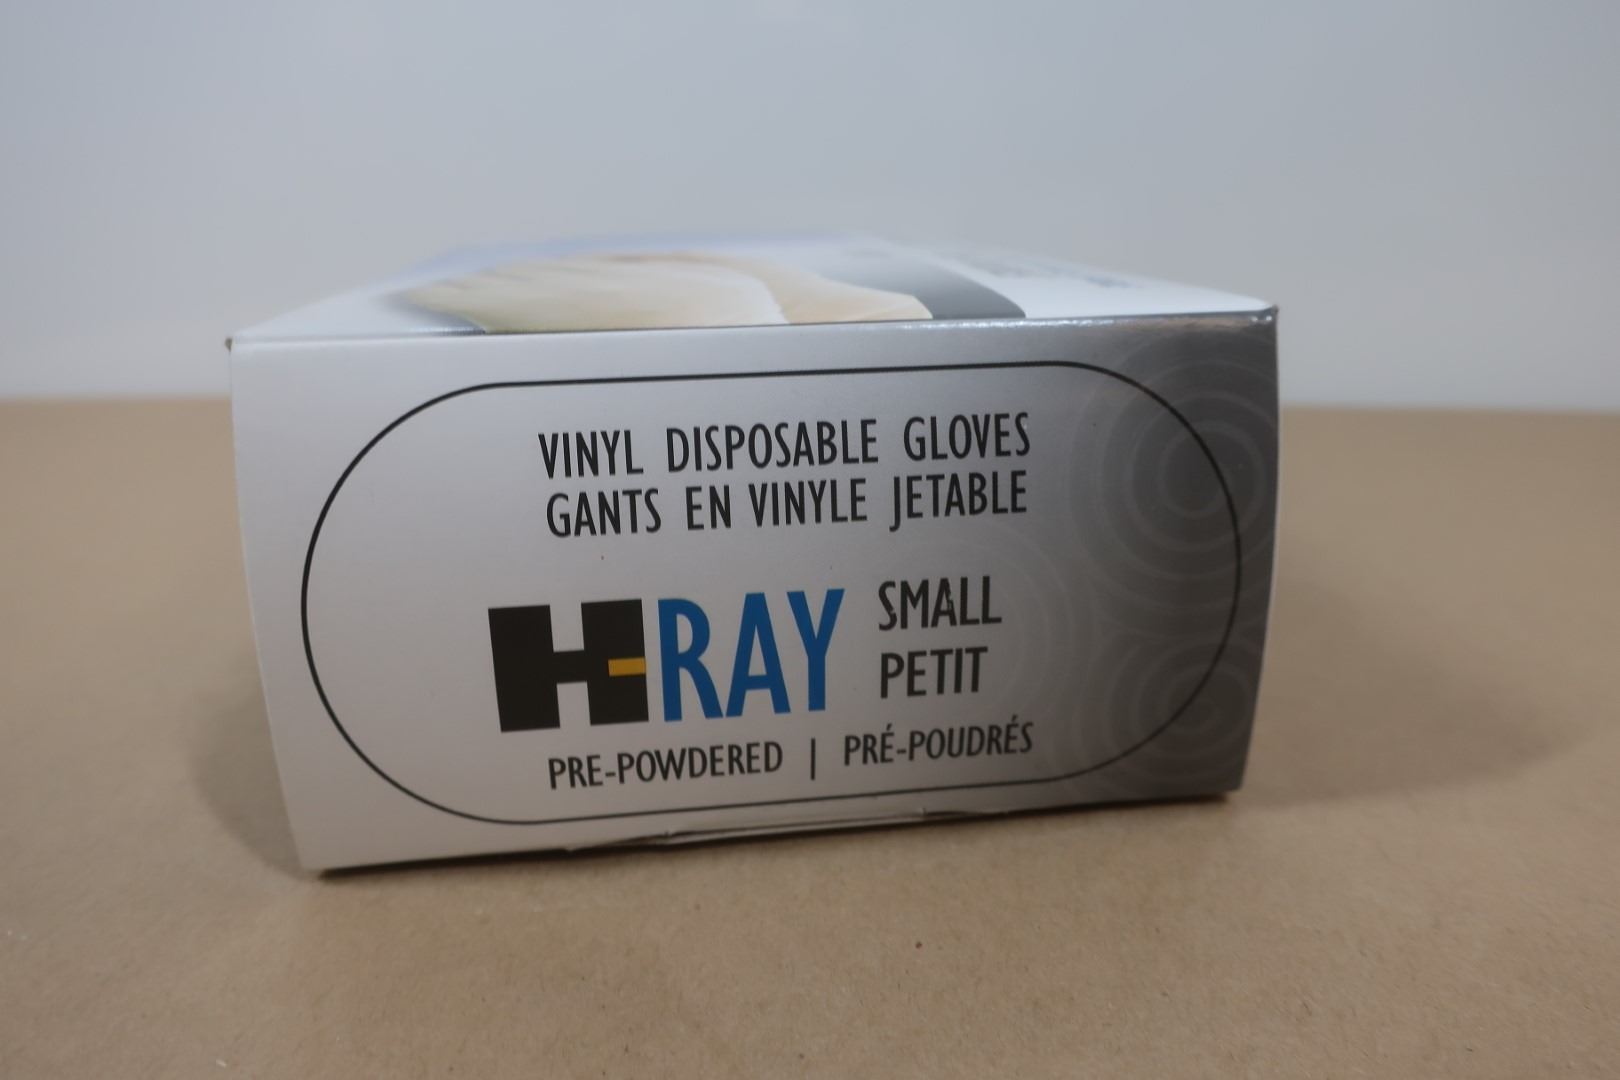 VINYL DISPOSABLE GLOVES
GANTS EN VINYLE JETABLE
H-RAY
SMALL
PETIT
PRE-POWDERED | PRÉ-POUDRÉS